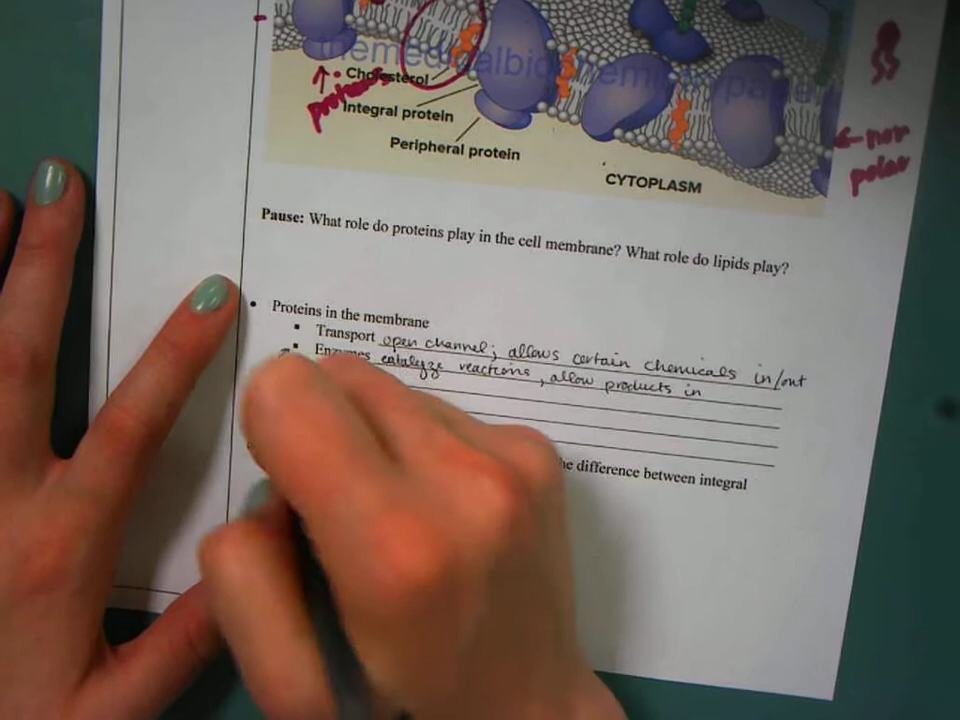 Cholesterol
proteins
Integral protein
Peripheral protein
CYTOPLASM
←non
polar
Pause: What role do proteins play in the cell membrane? What role do lipids play?
• Proteins in the membrane
▪ Transport open channel; allows certain chemicals in/out
▪ Enzymes catalyze reactions, allow products in
he difference between integral